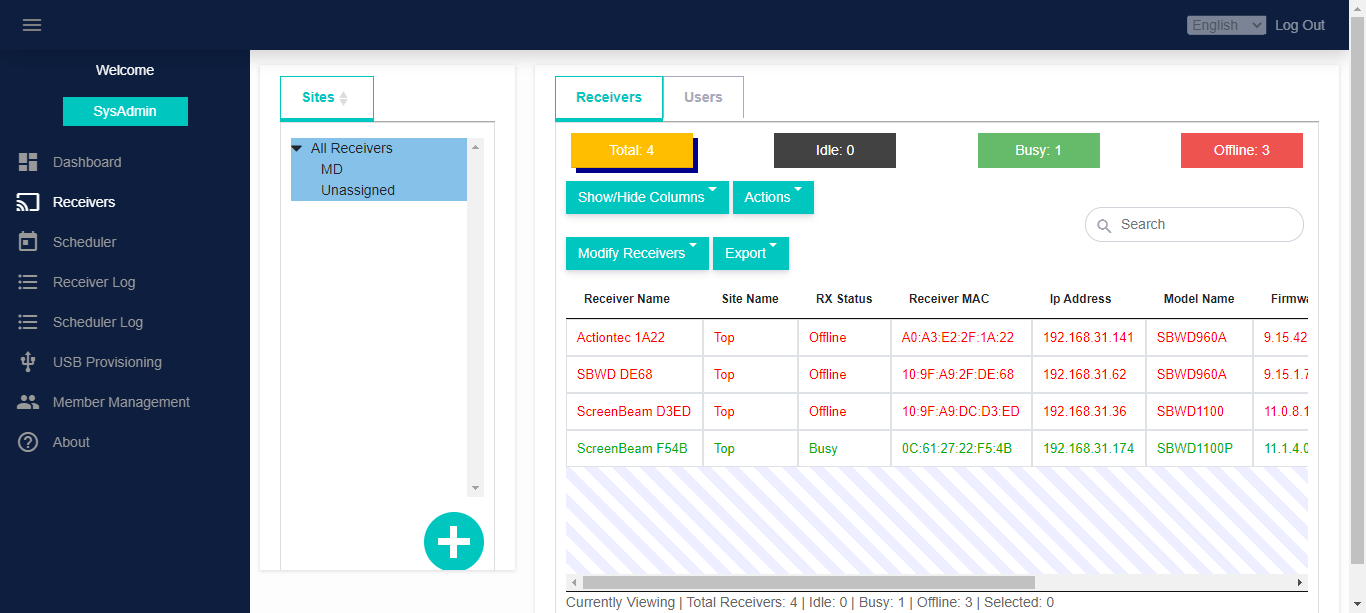 English
Log Out
Welcome
SysAdmin
Dashboard
Receivers
Scheduler
Receiver Log
Scheduler Log
USB Provisioning
Member Management
About
Sites
All Receivers
MD
Unassigned
Receivers Users
Total: 4 Idle: 0 Busy: 1 Offline: 3
Show/Hide Columns Actions
Search
Modify Receivers Export
Receiver Name Site Name RX Status Receiver MAC Ip Address Model Name Firmwa
Actiontec 1A22 Top Offline A0:A3:E2:2F:1A:22 192.168.31.141 SBWD960A 9.15.42
SBWD DE68 Top Offline 10:9F:A9:2F:DE:68 192.168.31.62 SBWD960A 9.15.1.7
ScreenBeam D3ED Top Offline 10:9F:A9:DC:D3:ED 192.168.31.36 SBWD1100 11.0.8.1
ScreenBeam F54B Top Busy 0C:61:27:22:F5:4B 192.168.31.174 SBWD1100P 11.1.4.0
Currently Viewing | Total Receivers: 4 | Idle: 0 | Busy: 1 | Offline: 3 | Selected: 0